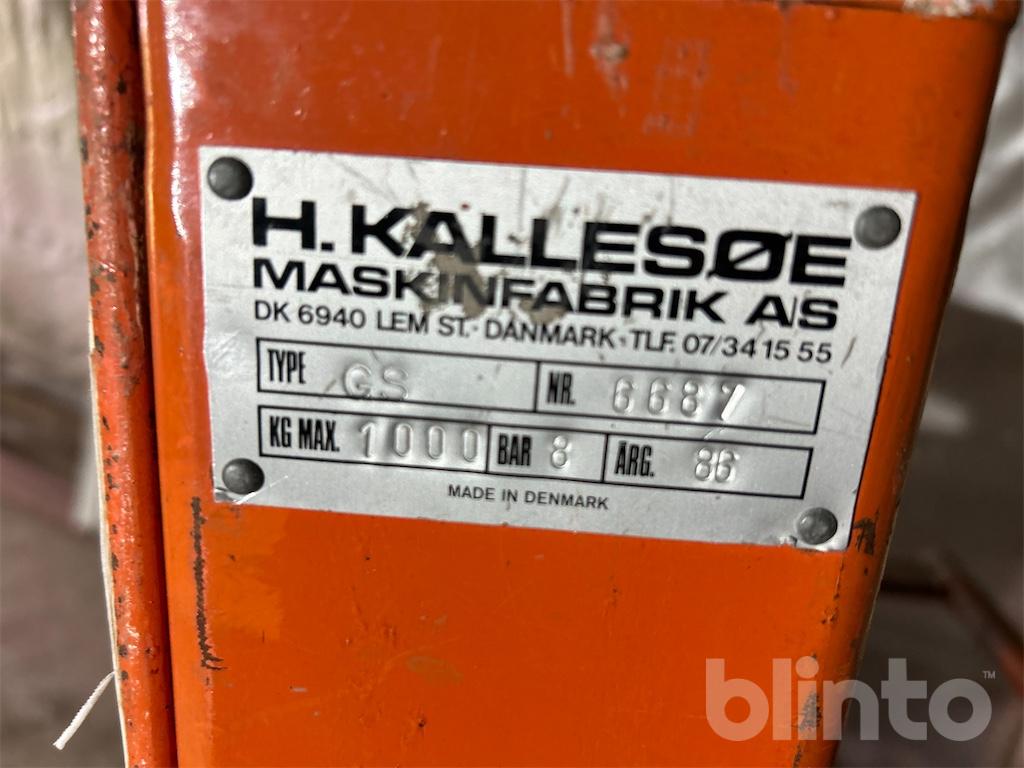 H. KALLESØE
MASKINFABRIK A/S
DK 6940 LEM ST. · DANMARK · TLF. 07/34 15 55
TYPE GS NR. 6687
KG MAX. 1000 BAR 8 ÅRG. 86
MADE IN DENMARK
blinto™